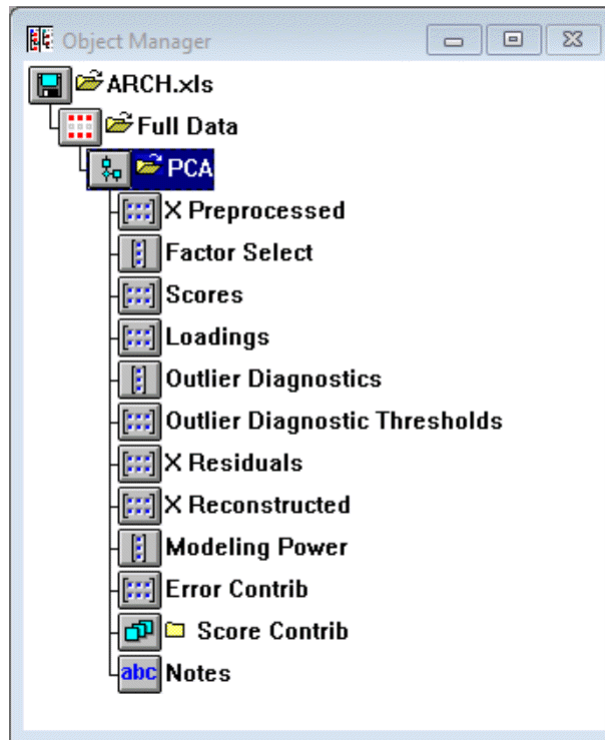 Object Manager
ARCH.xls
Full Data
PCA
X Preprocessed
Factor Select
Scores
Loadings
Outlier Diagnostics
Outlier Diagnostic Thresholds
X Residuals
X Reconstructed
Modeling Power
Error Contrib
Score Contrib
abc Notes